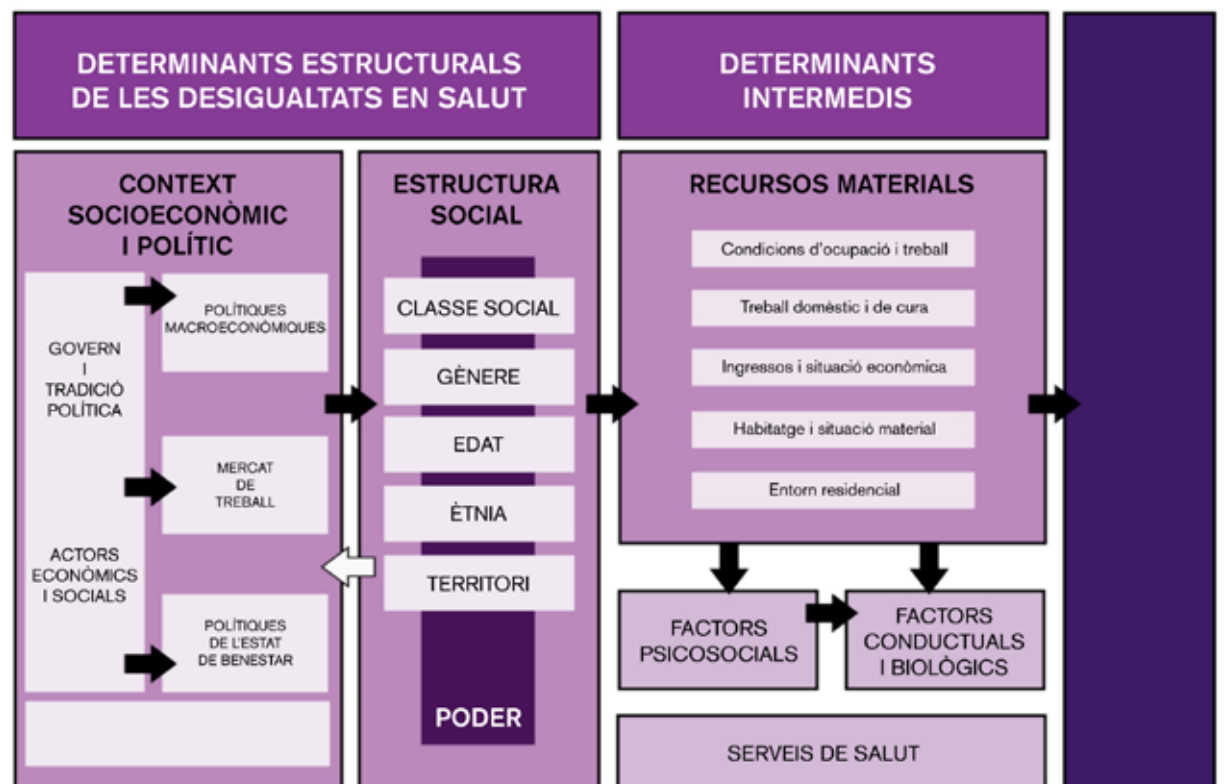 DETERMINANTS ESTRUCTURALS
DE LES DESIGUALTATS EN SALUT
DETERMINANTS
INTERMEDIS
CONTEXT
SOCIOECONÒMIC
I POLÍTIC
GOVERN
I
TRADICIÓ
POLÍTICA
ACTORS
ECONÒMICS
I SOCIALS
POLÍTIQUES
MACROECONÒMIQUES
MERCAT
DE
TREBALL
POLÍTIQUES
DE L'ESTAT
DE BENESTAR
ESTRUCTURA
SOCIAL
CLASSE SOCIAL
GÈNERE
EDAT
ÈTNIA
TERRITORI
PODER
RECURSOS MATERIALS
Condicions d'ocupació i treball
Treball domèstic i de cura
Ingressos i situació econòmica
Habitatge i situació material
Entorn residencial
FACTORS
PSICOSOCIALS
FACTORS
CONDUCTUALS
I BIOLÒGICS
SERVEIS DE SALUT